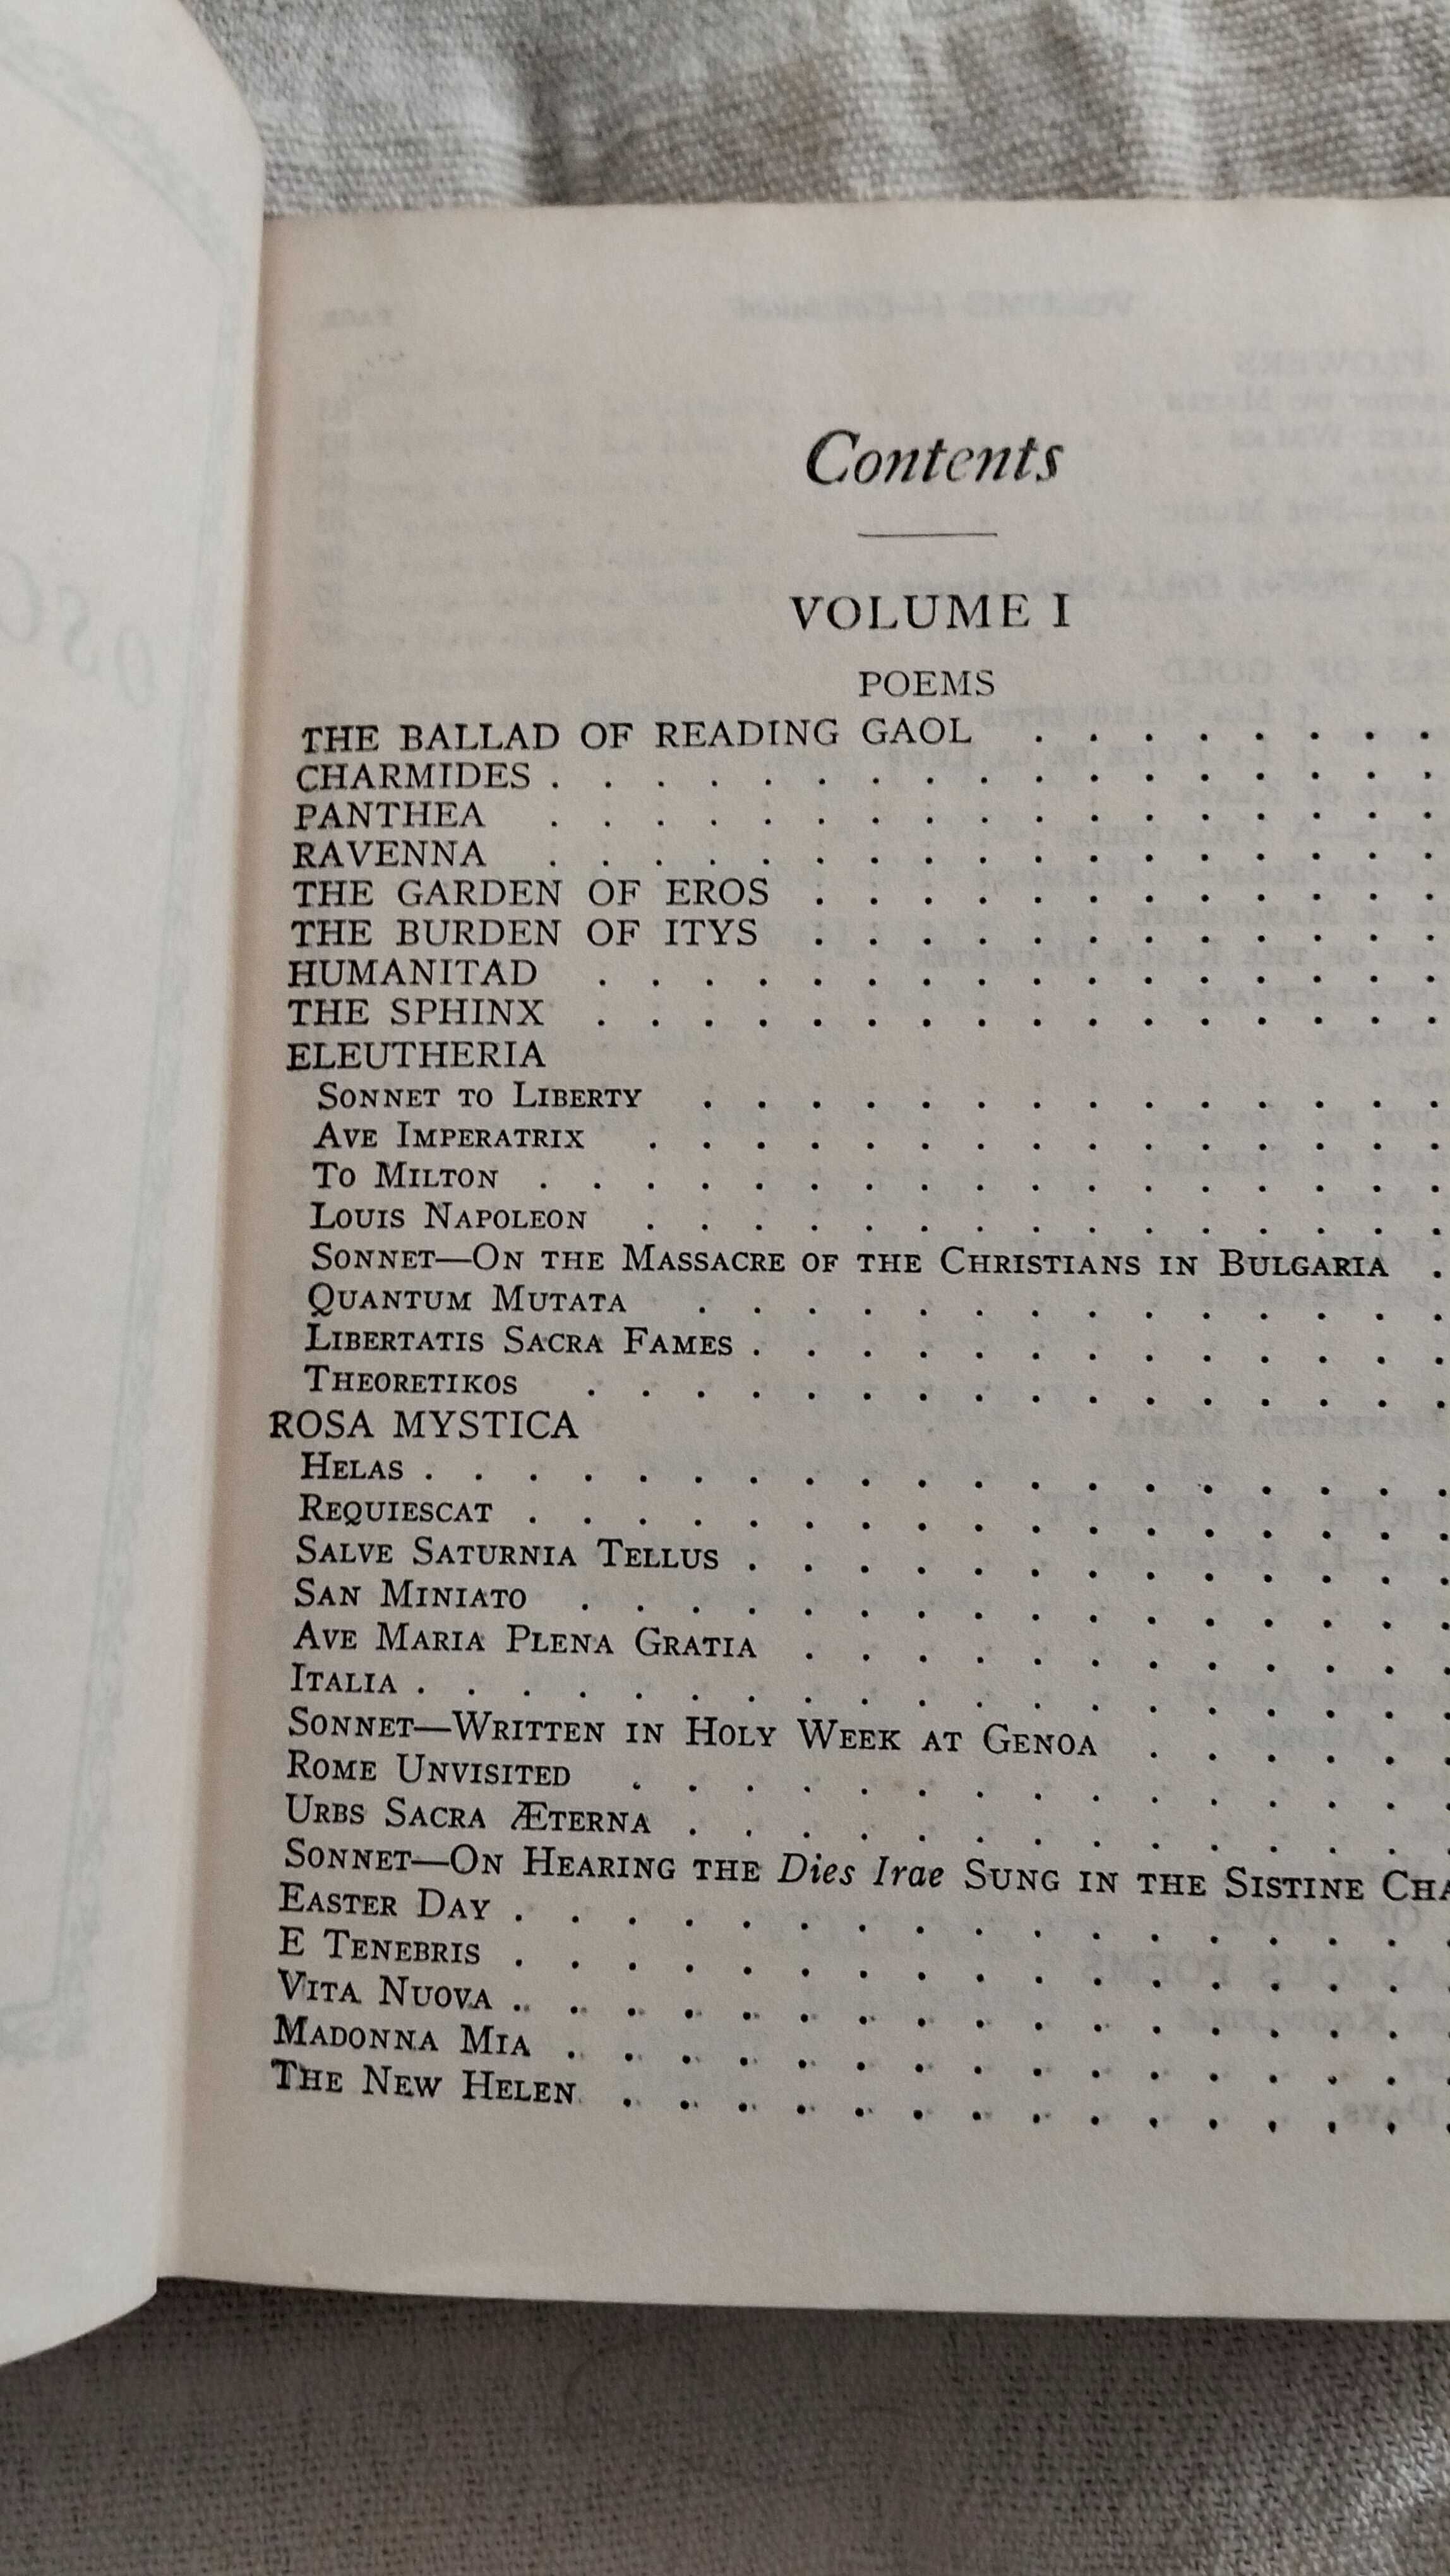 Contents
VOLUME I
POEMS
THE BALLAD OF READING GAOL . . . . . . . .
CHARMIDES . . . . . . . . . . . . . . . . .
PANTHEA . . . . . . . . . . . . . . . . .
RAVENNA . . . . . . . . . . . . . . . . .
THE GARDEN OF EROS . . . . . . . . . . . .
THE BURDEN OF ITYS . . . . . . . . . . . .
HUMANITAD . . . . . . . . . . . . . . . .
THE SPHINX . . . . . . . . . . . . . . . .
ELEUTHERIA
SONNET TO LIBERTY . . . . . . . . . . . . . .
AVE IMPERATRIX . . . . . . . . . . . . . . .
TO MILTON . . . . . . . . . . . . . . . . .
LOUIS NAPOLEON . . . . . . . . . . . . . . .
SONNET—ON THE MASSACRE OF THE CHRISTIANS IN BULGARIA .
QUANTUM MUTATA . . . . . . . . . . . . . .
LIBERTATIS SACRA FAMES . . . . . . . . . . . . .
THEORETIKOS . . . . . . . . . . . . . . . .
ROSA MYSTICA
HELAS . . . . . . . . . . . . . . . . . . .
REQUIESCAT . . . . . . . . . . . . . . . . .
SALVE SATURNIA TELLUS . . . . . . . . . . . . .
SAN MINIATO . . . . . . . . . . . . . . . .
AVE MARIA PLENA GRATIA . . . . . . . . . . . .
ITALIA . . . . . . . . . . . . . . . . . . .
SONNET—WRITTEN IN HOLY WEEK AT GENOA . . . . . .
ROME UNVISITED . . . . . . . . . . . . . . .
URBS SACRA ÆTERNA . . . . . . . . . . . . . .
SONNET—ON HEARING THE Dies Irae SUNG IN THE SISTINE CHA
EASTER DAY . . . . . . . . . . . . . . . . .
E TENEBRIS . . . . . . . . . . . . . . . . .
VITA NUOVA . . . . . . . . . . . . . . . . .
MADONNA MIA . . . . . . . . . . . . . . . .
THE NEW HELEN . . . . . . . . . . . . . . .